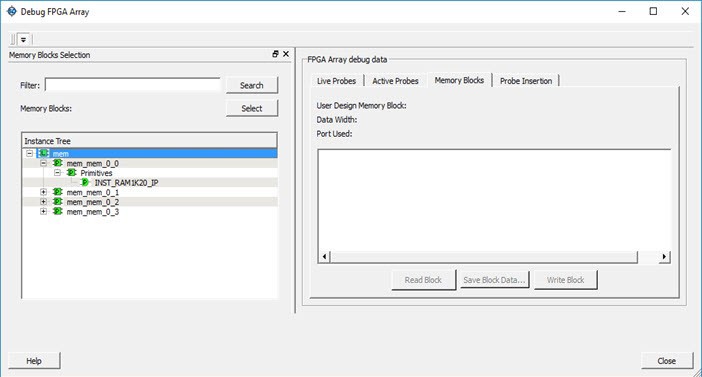 Debug FPGA Array
Memory Blocks Selection
Filter:
Search
Memory Blocks:
Select
Instance Tree
mem
mem_mem_0_0
Primitives
INST_RAM1K20_IP
mem_mem_0_1
mem_mem_0_2
mem_mem_0_3
FPGA Array debug data
Live Probes Active Probes Memory Blocks Probe Insertion
User Design Memory Block:
Data Width:
Port Used:
Read Block Save Block Data... Write Block
Help
Close